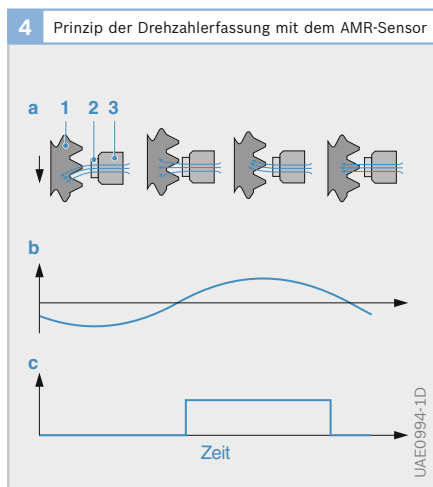 4 Prinzip der Drehzahlerfassung mit dem AMR-Sensor
a 1 2 3
b
c
Zeit
UAE0994-1D